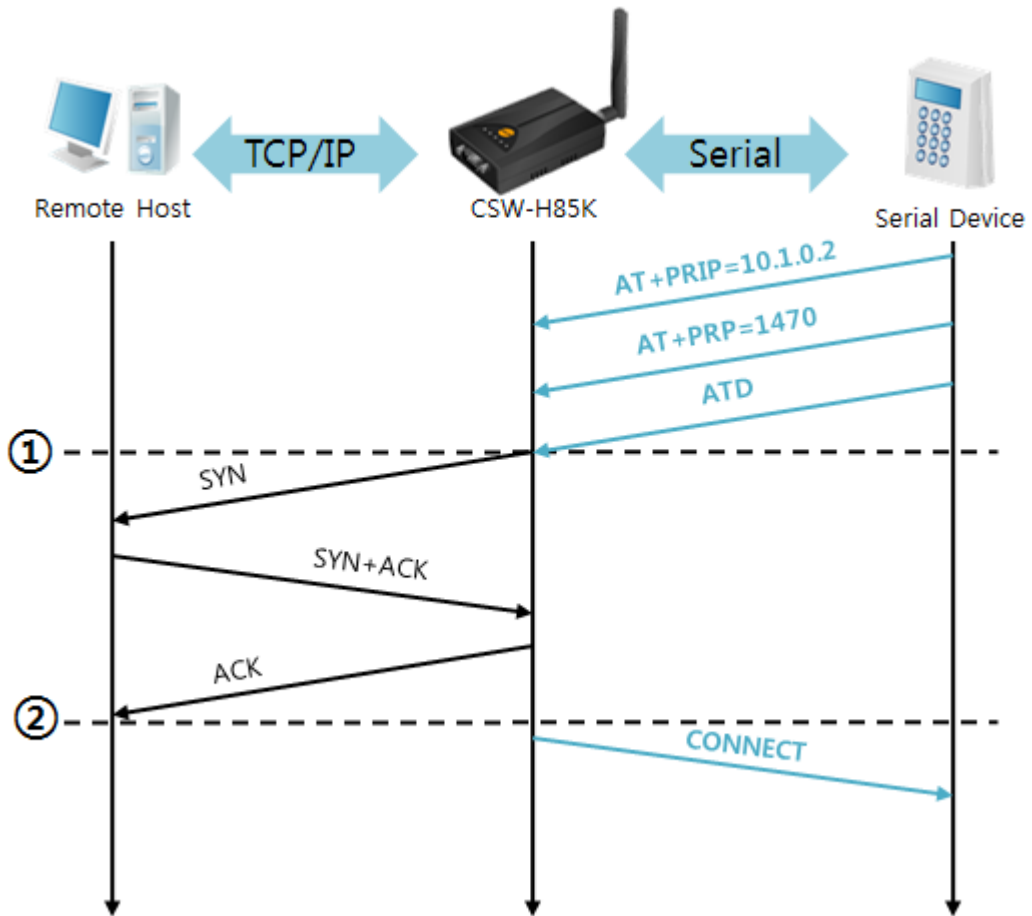 TCP/IP
Serial
Remote Host
CSW-H85K
Serial Device
AT+PRIP=10.1.0.2
AT+PRP=1470
ATD
①
SYN
SYN+ACK
ACK
②
CONNECT